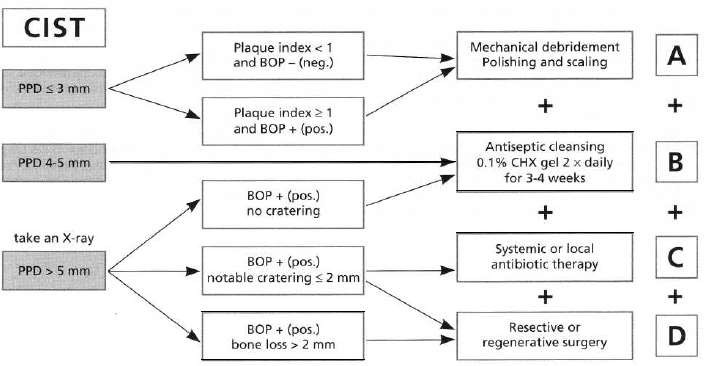 CIST
PPD ≤ 3 mm
Plaque index < 1
and BOP – (neg.)
Plaque index ≥ 1
and BOP + (pos.)
Mechanical debridement
Polishing and scaling
A
+
+
PPD 4-5 mm
Antiseptic cleansing
0.1% CHX gel 2 x daily
for 3-4 weeks
B
BOP + (pos.)
no cratering
+
+
take an X-ray
PPD > 5 mm
BOP + (pos.)
notable cratering ≤ 2 mm
Systemic or local
antibiotic therapy
C
+
+
BOP + (pos.)
bone loss > 2 mm
Resective or
regenerative surgery
D